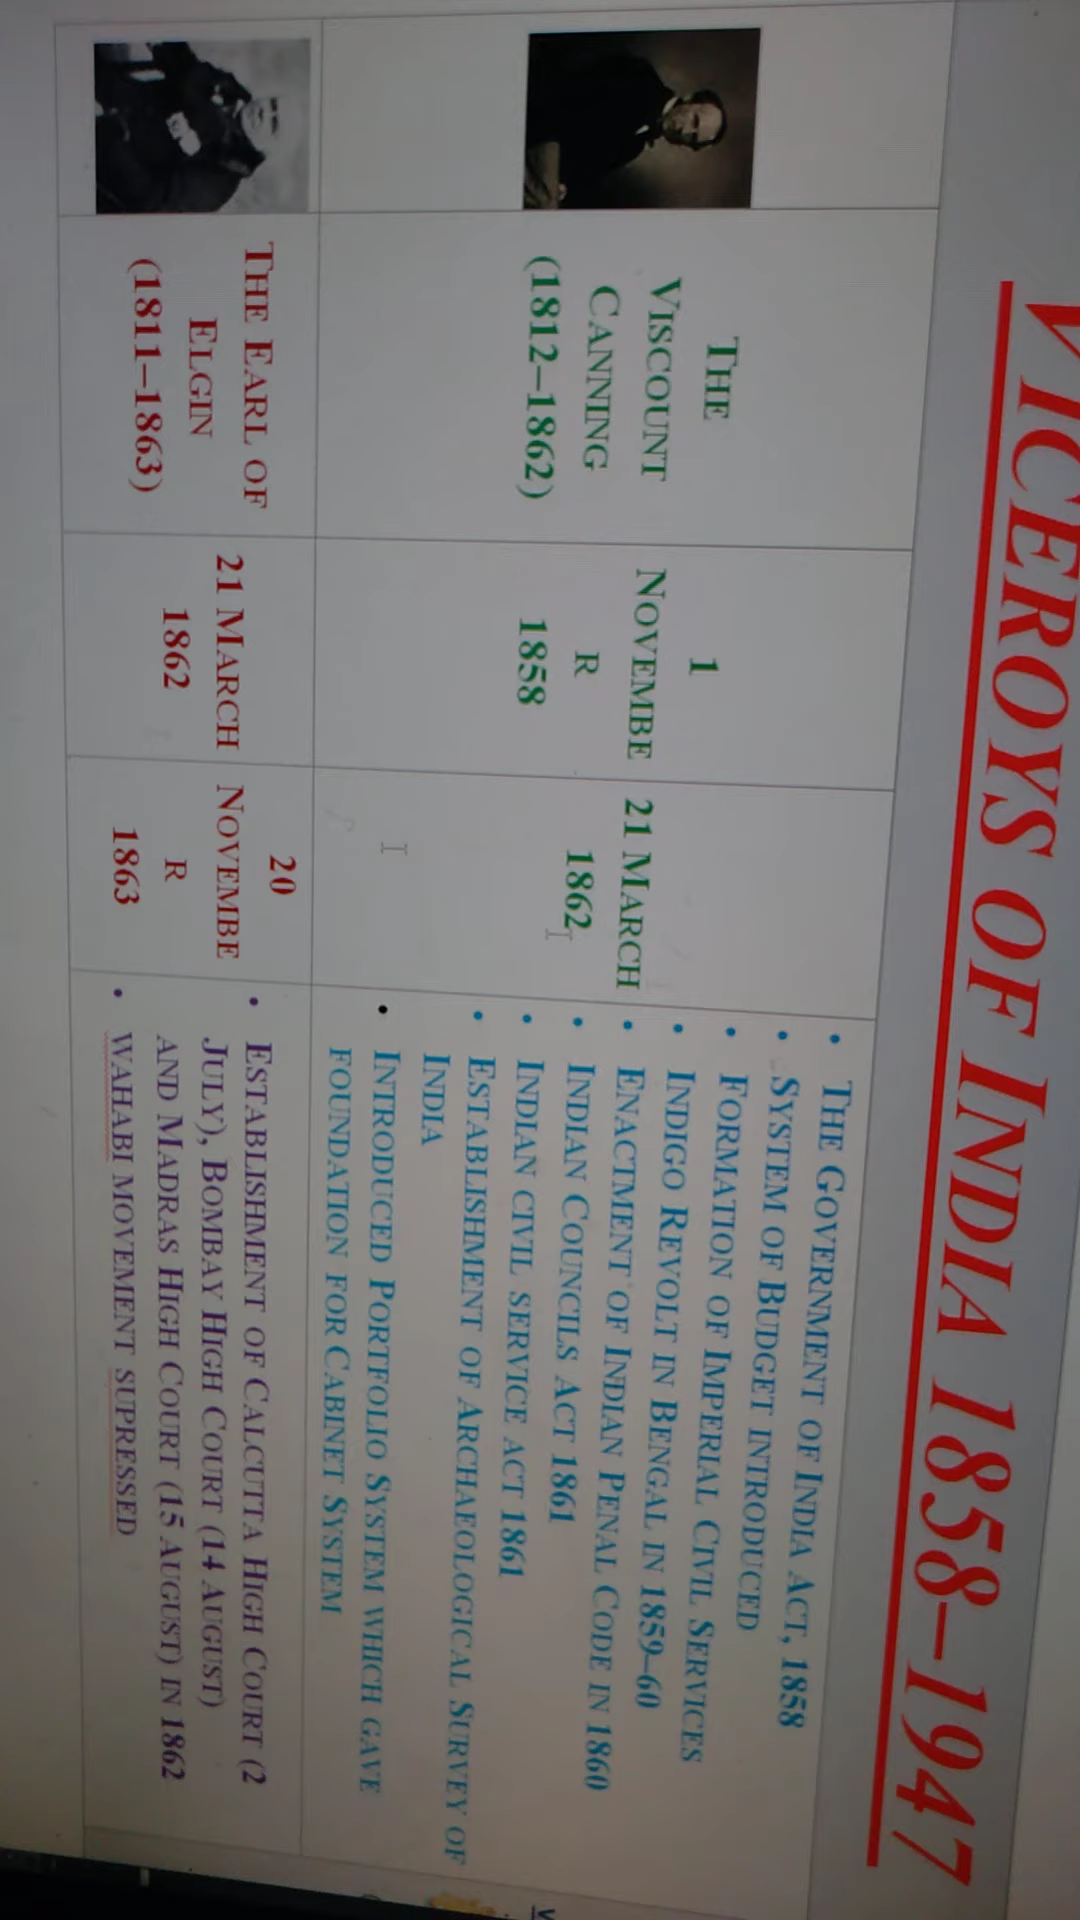 VICEROYS OF INDIA 1858–1947
THE
VISCOUNT
CANNING
(1812–1862)
1
NOVEMBE
R
1858
21 MARCH
1862
• THE GOVERNMENT OF INDIA ACT, 1858
• SYSTEM OF BUDGET INTRODUCED
• FORMATION OF IMPERIAL CIVIL SERVICES
• INDIGO REVOLT IN BENGAL IN 1859–60
• ENACTMENT OF INDIAN PENAL CODE IN 1860
• INDIAN COUNCILS ACT 1861
• INDIAN CIVIL SERVICE ACT 1861
• ESTABLISHMENT OF ARCHAEOLOGICAL SURVEY OF
INDIA
• INTRODUCED PORTFOLIO SYSTEM WHICH GAVE
FOUNDATION FOR CABINET SYSTEM
THE EARL OF
ELGIN
(1811–1863)
21 MARCH
1862
20
NOVEMBE
R
1863
• ESTABLISHMENT OF CALCUTTA HIGH COURT (2
JULY), BOMBAY HIGH COURT (14 AUGUST)
AND MADRAS HIGH COURT (15 AUGUST) IN 1862
• WAHABI MOVEMENT SUPRESSED